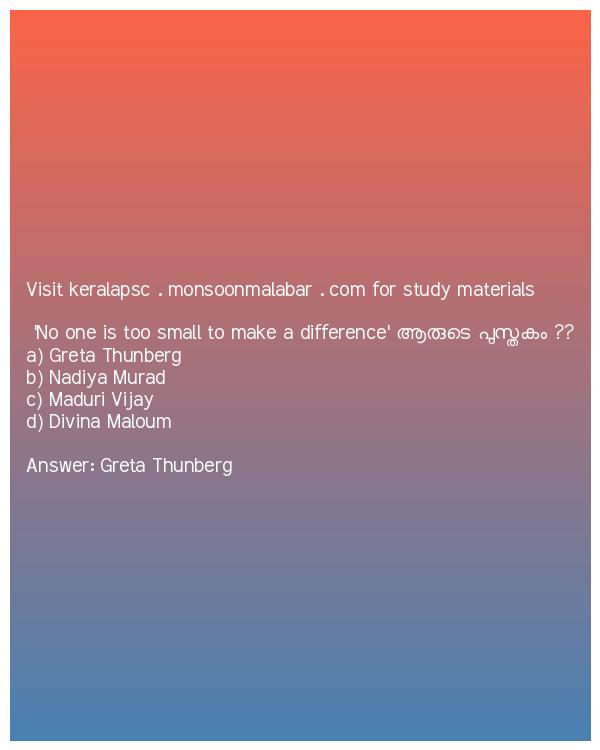 Visit keralapsc . monsoonmalabar . com for study materials
'No one is too small to make a difference' ആരുടെ പുസ്തകം ??
a) Greta Thunberg
b) Nadiya Murad
c) Maduri Vijay
d) Divina Maloum
Answer: Greta Thunberg